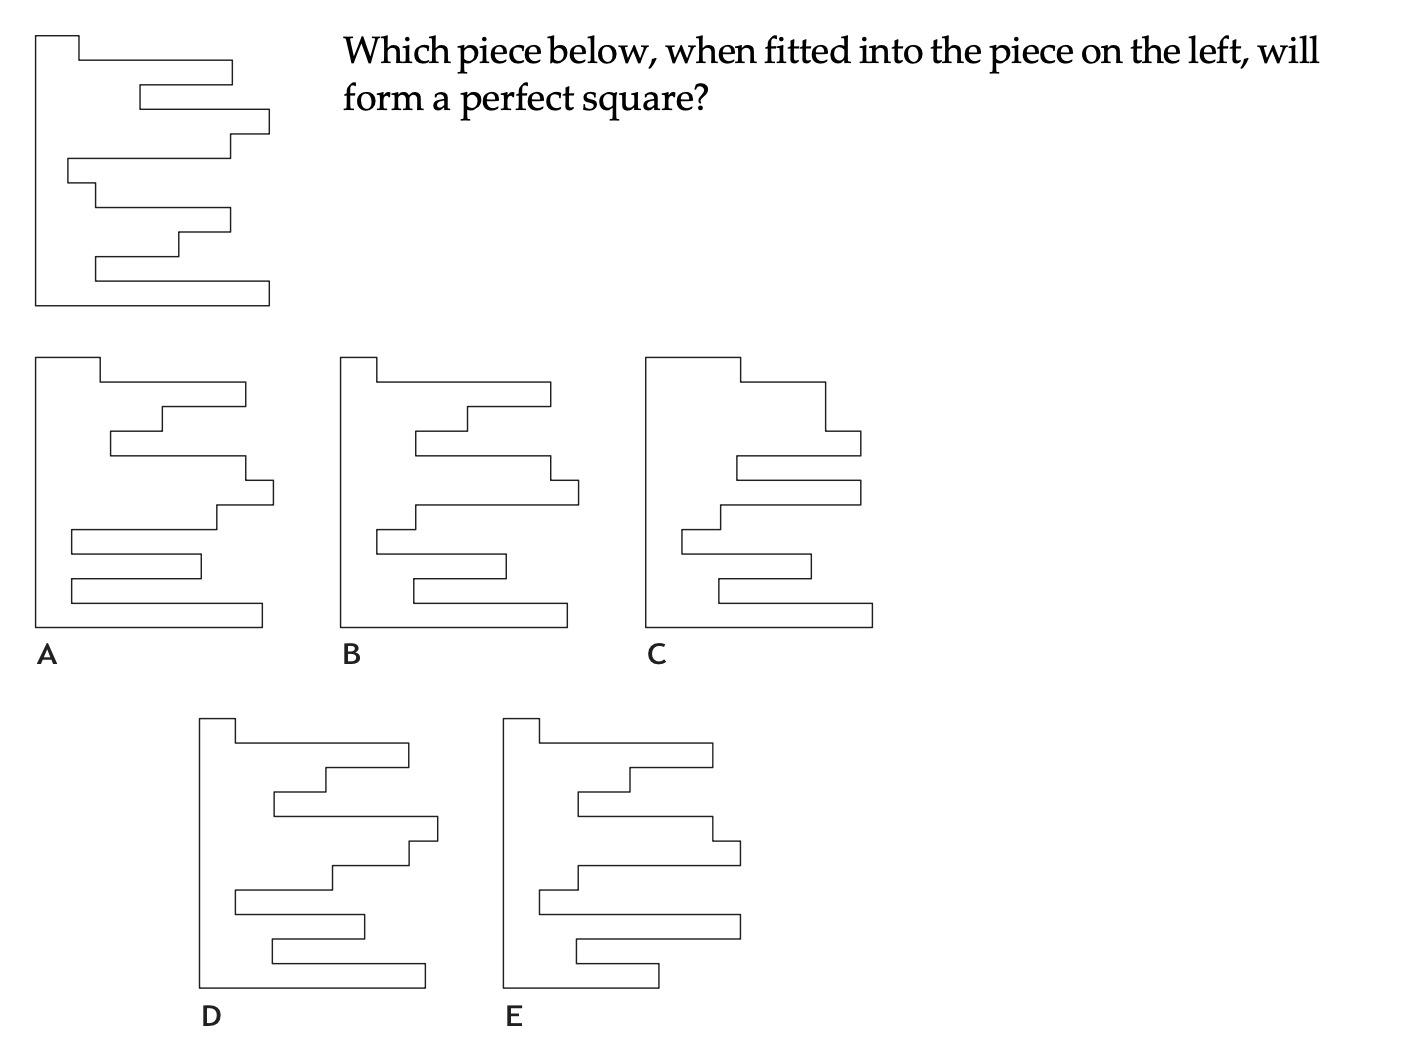 Which piece below, when fitted into the piece on the left, will
form a perfect square?
A
B
C
D
E